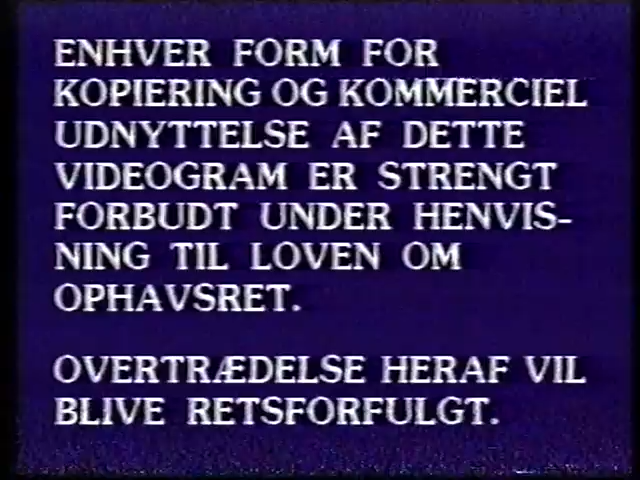 ENHVER FORM FOR
KOPIERING OG KOMMERCIEL
UDNYTTELSE AF DETTE
VIDEOGRAM ER STRENGT
FORBUDT UNDER HENVIS-
NING TIL LOVEN OM
OPHAVSRET.
OVERTRÆDELSE HERAF VIL
BLIVE RETSFORFULGT.